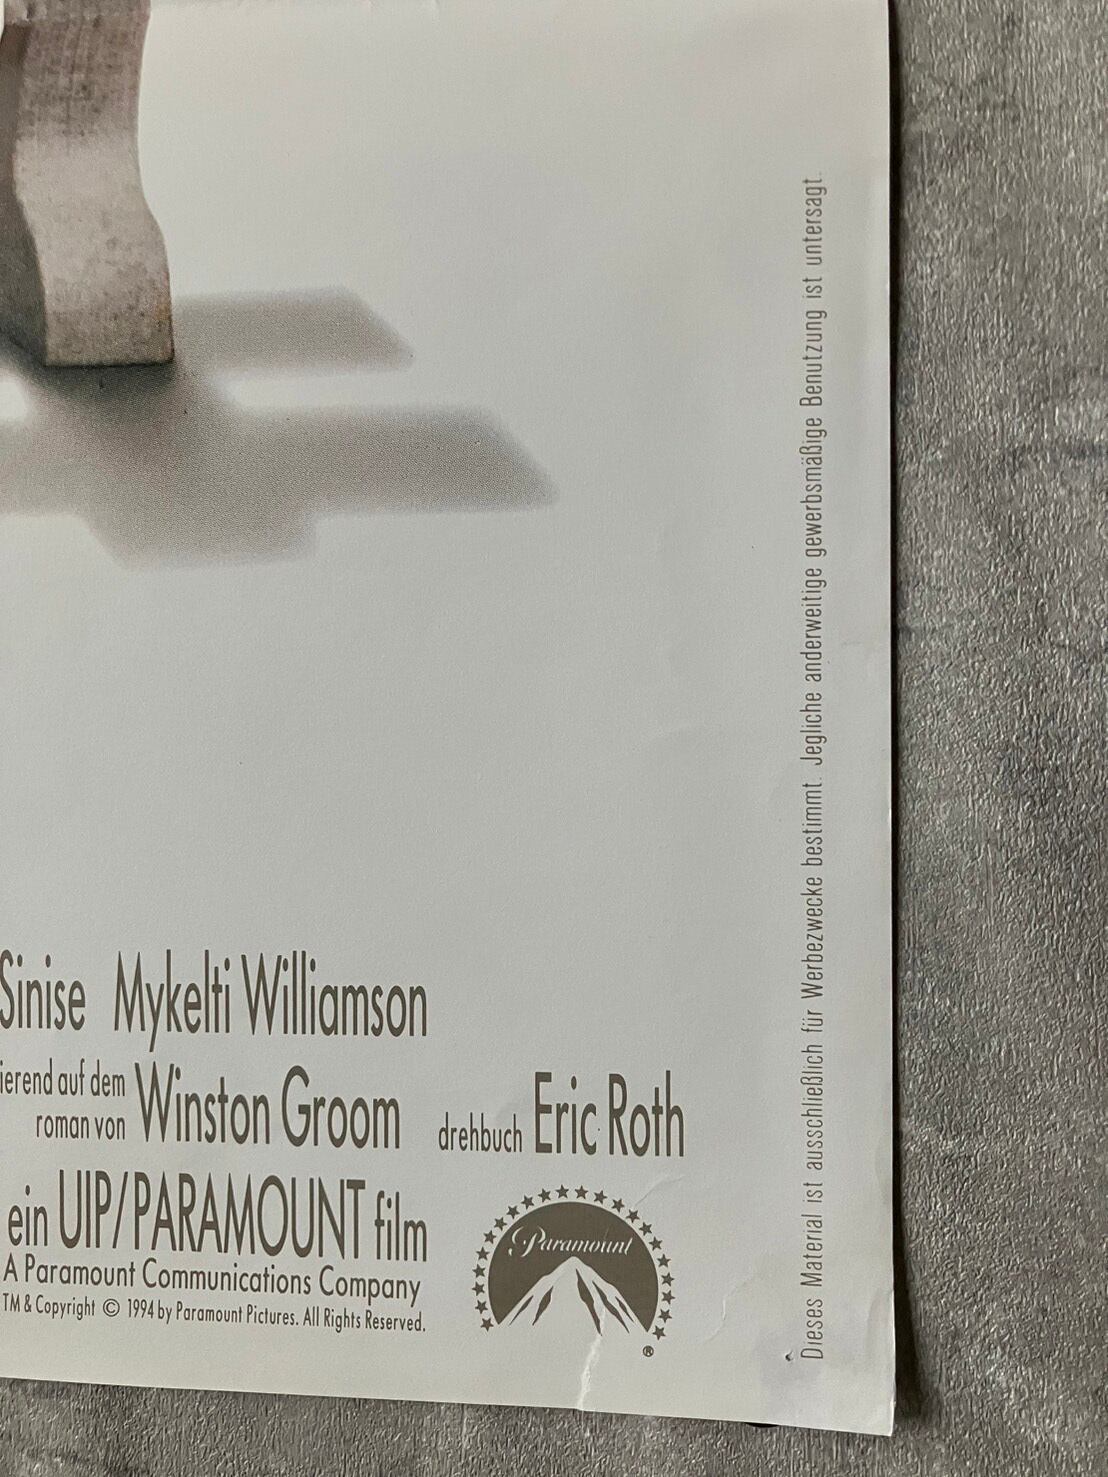 Sinise Mykelti Williamson
ierend auf dem
roman von Winston Groom drehbuch Eric Roth
ein UIP/PARAMOUNT film
A Paramount Communications Company
TM & Copyright © 1994 by Paramount Pictures. All Rights Reserved.
Paramount
®
Dieses Material ist ausschließlich für Werbezwecke bestimmt. Jegliche anderweitige gewerbsmäßige Benutzung ist untersagt.